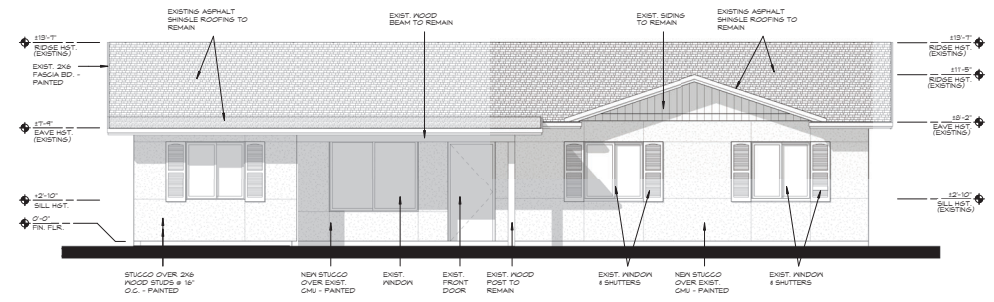 EXISTING ASPHALT
SHINGLE ROOFING TO
REMAIN
EXIST. WOOD
BEAM TO REMAIN
EXIST. SIDING
TO REMAIN
EXISTING ASPHALT
SHINGLE ROOFING TO
REMAIN
±13'-7"
RIDGE HGT.
(EXISTING)
EXIST. 2X6
FASCIA BD. -
PAINTED
±7'-9"
EAVE HGT.
(EXISTING)
±2'-10"
SILL HGT.
0'-0"
FIN. FLR.
±13'-7"
RIDGE HGT.
(EXISTING)
±11'-5"
RIDGE HGT.
(EXISTING)
±8'-2"
EAVE HGT.
(EXISTING)
±2'-10"
SILL HGT.
(EXISTING)
STUCCO OVER 2X6
WOOD STUDS @ 16"
O.C. - PAINTED
NEW STUCCO
OVER EXIST.
CMU - PAINTED
EXIST.
WINDOW
EXIST.
FRONT
DOOR
EXIST. WOOD
POST TO
REMAIN
EXIST. WINDOW
& SHUTTERS
NEW STUCCO
OVER EXIST.
CMU - PAINTED
EXIST. WINDOW
& SHUTTERS